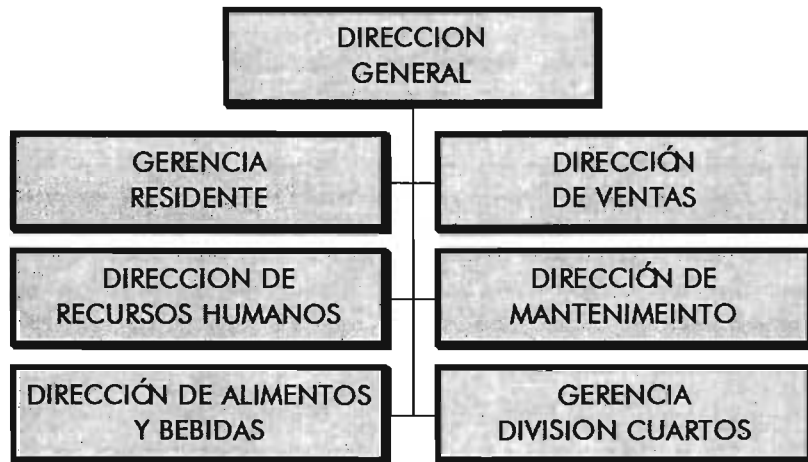 DIRECCION
GENERAL
GERENCIA
RESIDENTE
DIRECCIÓN
DE VENTAS
DIRECCION DE
RECURSOS HUMANOS
DIRECCIÓN DE
MANTENIMEINTO
DIRECCIÓN DE ALIMENTOS
Y BEBIDAS
GERENCIA
DIVISION CUARTOS